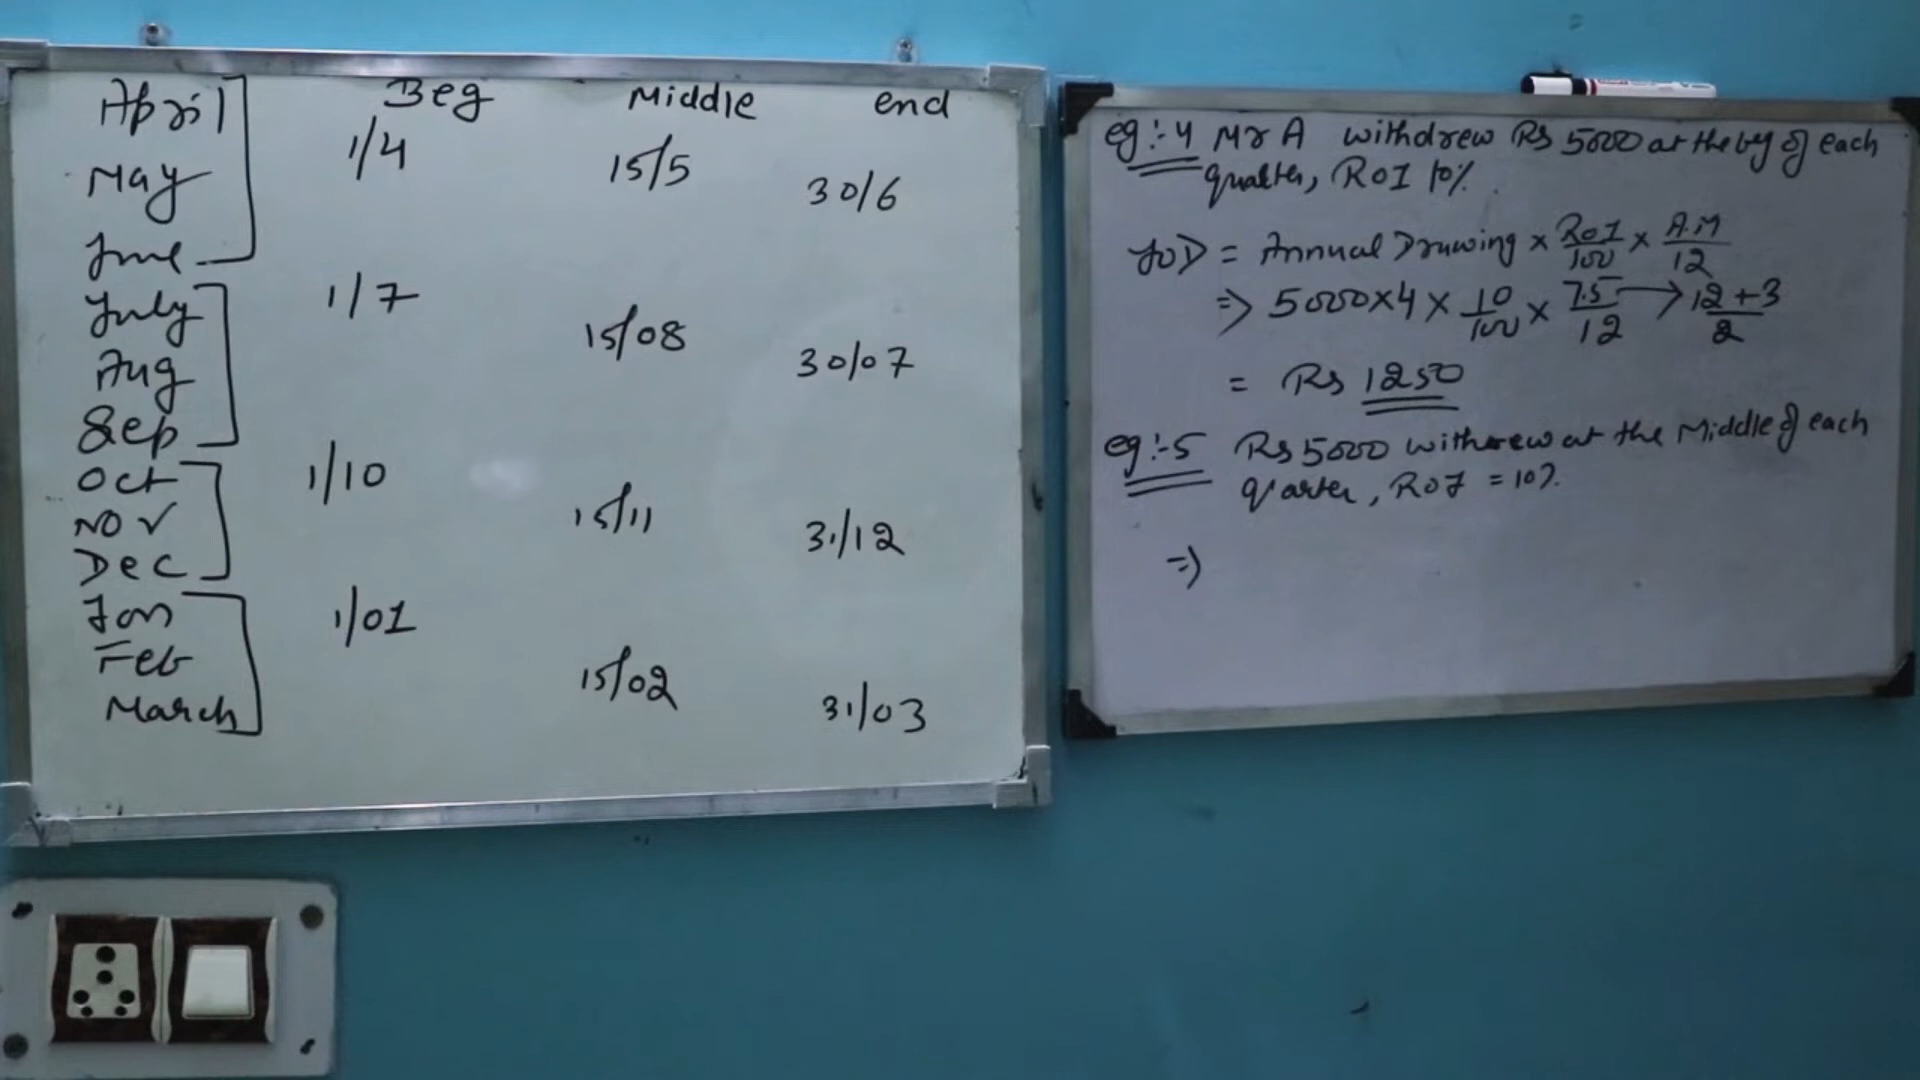 April Beg Middle end
1/4 15/5 30/6
May
June
July 1/7 15/08 30/07
Aug
Sep
Oct 1/10 15/11 31/12
Nov
Dec
Jan 1/01
Feb 15/02 31/03
March
eg:-4 Mr A withdrew Rs 5000 at the beg of each
quarter, ROI 10%.
IOD = Annual Drawing × ROI/100 × A.M/12
=> 5000×4 × 10/100 × 7.5/12 → 12+3/2
= Rs 1250
eg:-5 Rs 5000 withdrew at the Middle of each
quarter, ROI = 10%.
=>